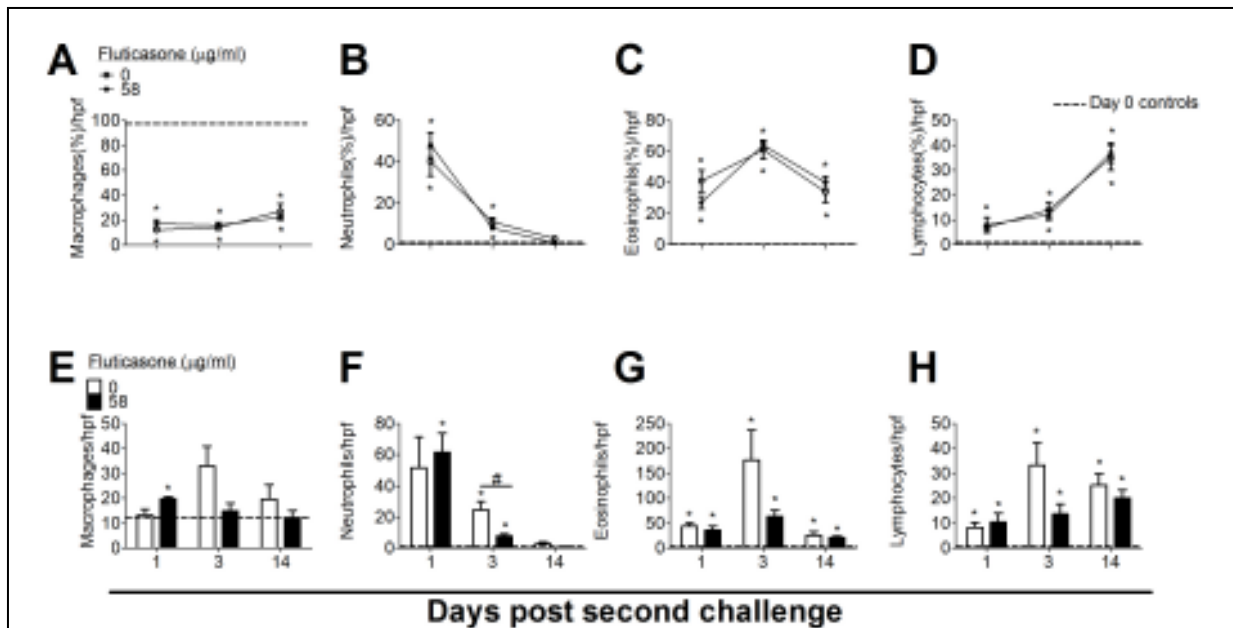 A
Fluticasone (μg/ml)
0
58
Macrophages(%)/hpf
100
80
60
40
20
0
B
Neutrophils(%)/hpf
60
40
20
0
C
Eosinophils(%)/hpf
80
60
40
20
0
D
Day 0 controls
Lymphocytes(%)/hpf
50
40
30
20
10
0
E
Fluticasone (μg/ml)
0
58
Macrophages/hpf
50
40
30
20
10
0
1 3 14
F
Neutrophils/hpf
80
60
40
20
0
#
1 3 14
G
Eosinophils/hpf
250
200
150
100
50
0
1 3 14
H
Lymphocytes/hpf
50
40
30
20
10
0
1 3 14
Days post second challenge